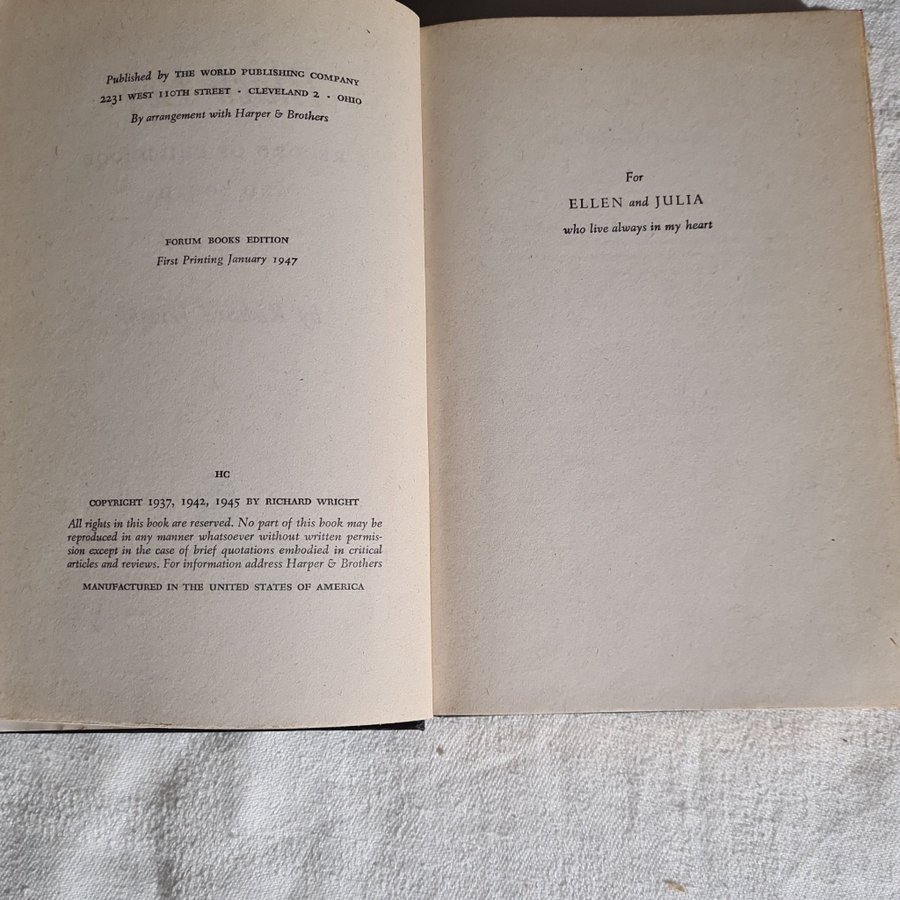 Published by THE WORLD PUBLISHING COMPANY
2231 WEST 110TH STREET · CLEVELAND 2 · OHIO
By arrangement with Harper & Brothers
FORUM BOOKS EDITION
First Printing January 1947
HC
COPYRIGHT 1937, 1942, 1945 BY RICHARD WRIGHT
All rights in this book are reserved. No part of this book may be
reproduced in any manner whatsoever without written permis-
sion except in the case of brief quotations embodied in critical
articles and reviews. For information address Harper & Brothers
MANUFACTURED IN THE UNITED STATES OF AMERICA
For
ELLEN and JULIA
who live always in my heart